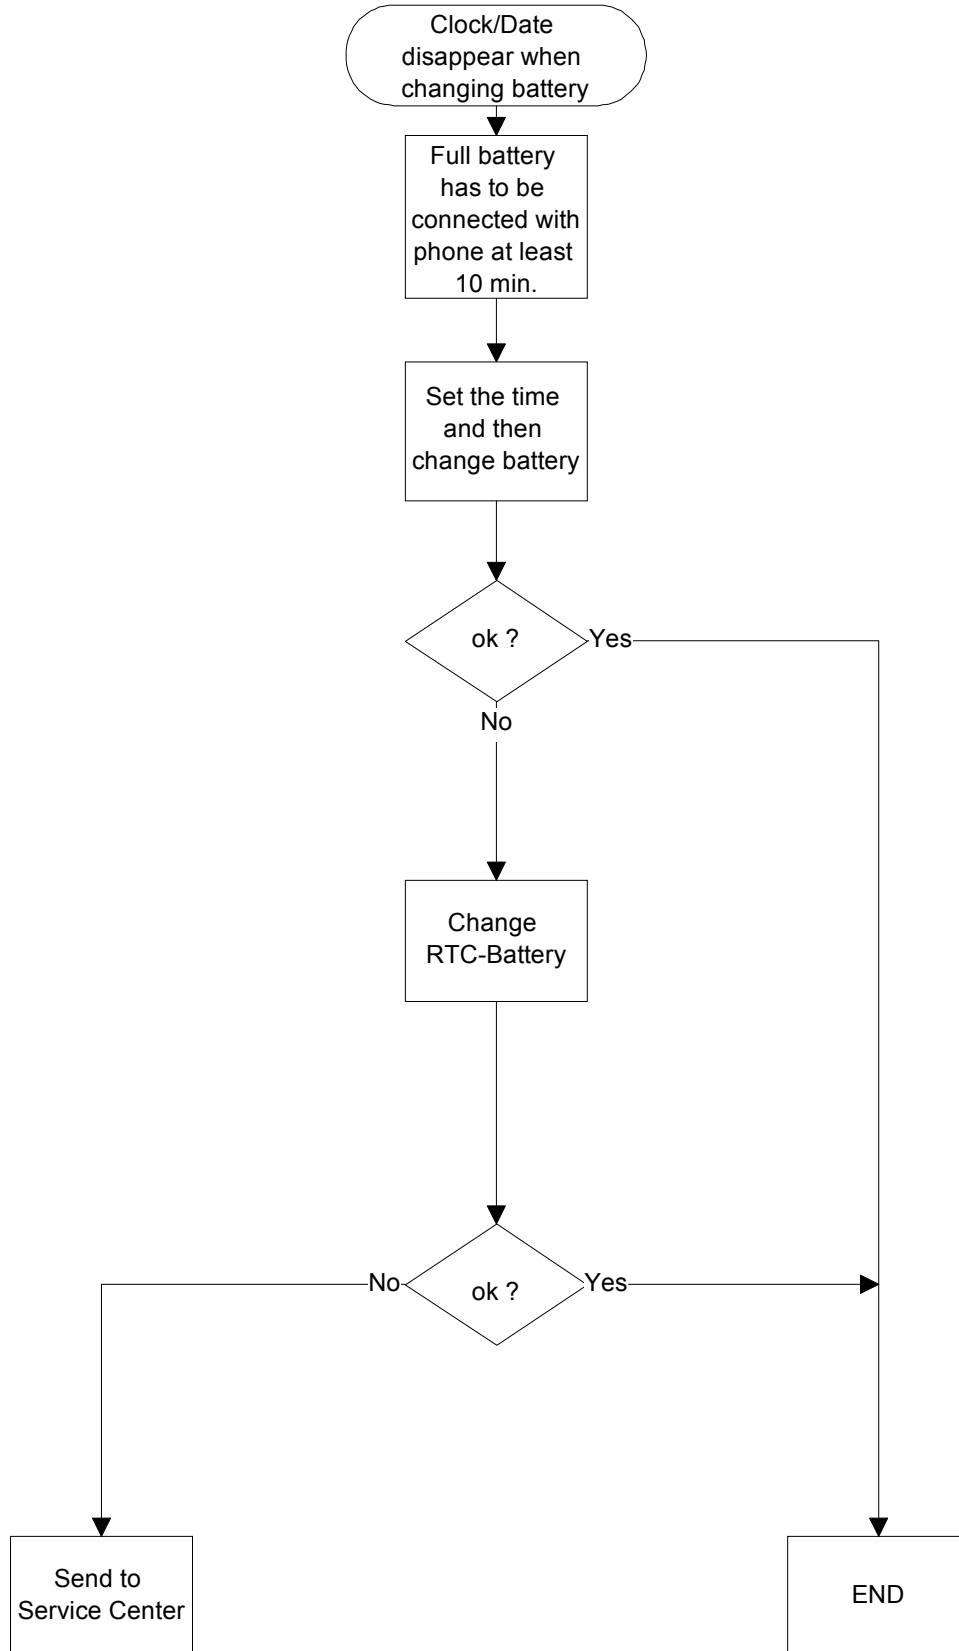 Clock/Date
disappear when
changing battery
Full battery
has to be
connected with
phone at least
10 min.
Set the time
and then
change battery
ok ?
Yes
No
Change
RTC-Battery
No
ok ?
Yes
Send to
Service Center
END